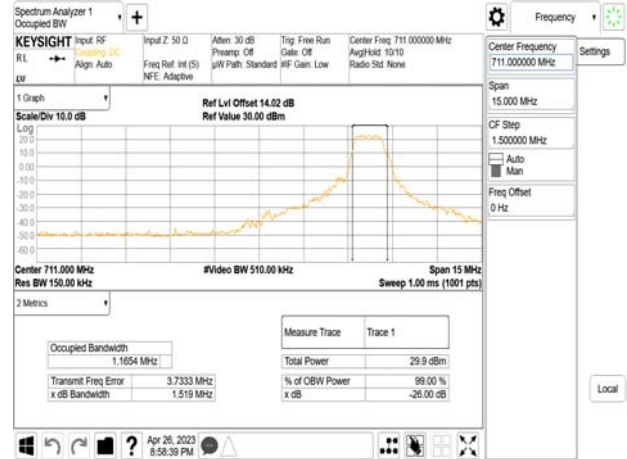 Spectrum Analyzer 1
Occupied BW
Frequency
KEYSIGHT
Input: RF
Coupling: DC
Align: Auto
Input Z: 50 Ω
Freq Ref: Int (S)
NFE: Adaptive
Atten: 30 dB
Preamp: Off
µW Path: Standard
Trig: Free Run
Gate: Off
#IF Gain: Low
Center Freq: 711.000000 MHz
Avg|Hold: 10/10
Radio Std: None
RL
1 Graph
Scale/Div 10.0 dB
Ref Lvl Offset 14.02 dB
Ref Value 30.00 dBm
Log
20.0
10.0
0.00
-10.0
-20.0
-30.0
-40.0
-50.0
-60.0
Center 711.000 MHz
#Video BW 510.00 kHz
Span 15 MHz
Res BW 150.00 kHz
Sweep 1.00 ms (1001 pts)
2 Metrics
Measure Trace Trace 1
Occupied Bandwidth
1.1654 MHz
Total Power 29.9 dBm
Transmit Freq Error 3.7333 MHz
% of OBW Power 99.00 %
x dB Bandwidth 1.519 MHz
x dB -26.00 dB
Apr 26, 2023
8:58:39 PM
Center Frequency
711.000000 MHz
Settings
Span
15.000 MHz
CF Step
1.500000 MHz
Auto
Man
Freq Offset
0 Hz
Local